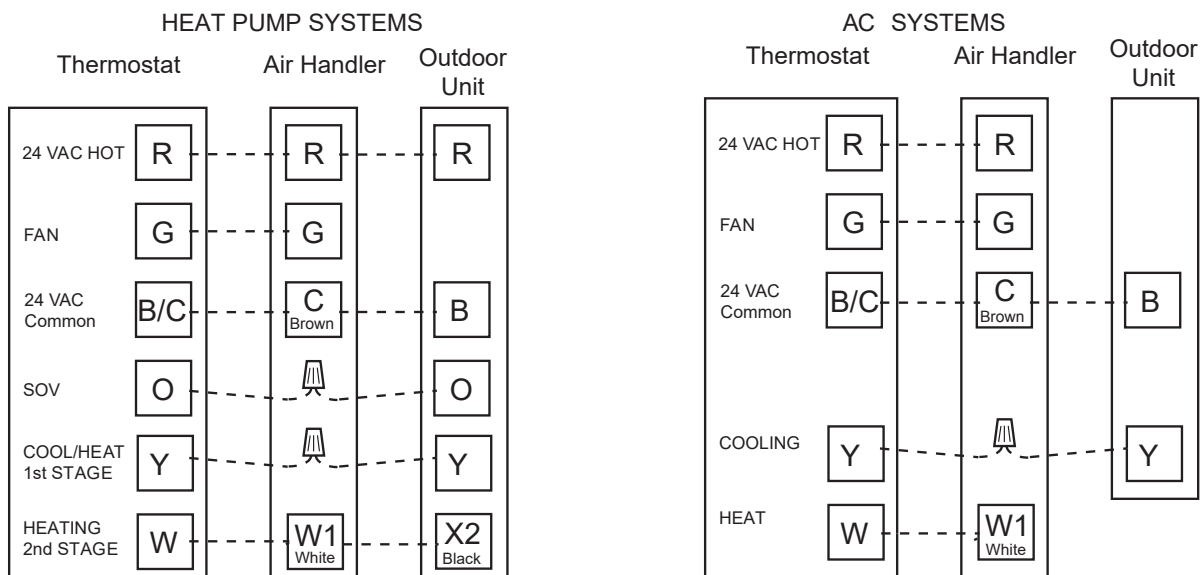 HEAT PUMP SYSTEMS
Thermostat
Air Handler
Outdoor
Unit
24 VAC HOT
R
R
R
FAN
G
G
24 VAC
Common
B/C
C
Brown
B
SOV
O
O
COOL/HEAT
1st STAGE
Y
Y
HEATING
2nd STAGE
W
W1
White
X2
Black
AC SYSTEMS
Thermostat
Air Handler
Outdoor
Unit
24 VAC HOT
R
R
FAN
G
G
24 VAC
Common
B/C
C
Brown
B
COOLING
Y
Y
HEAT
W
W1
White